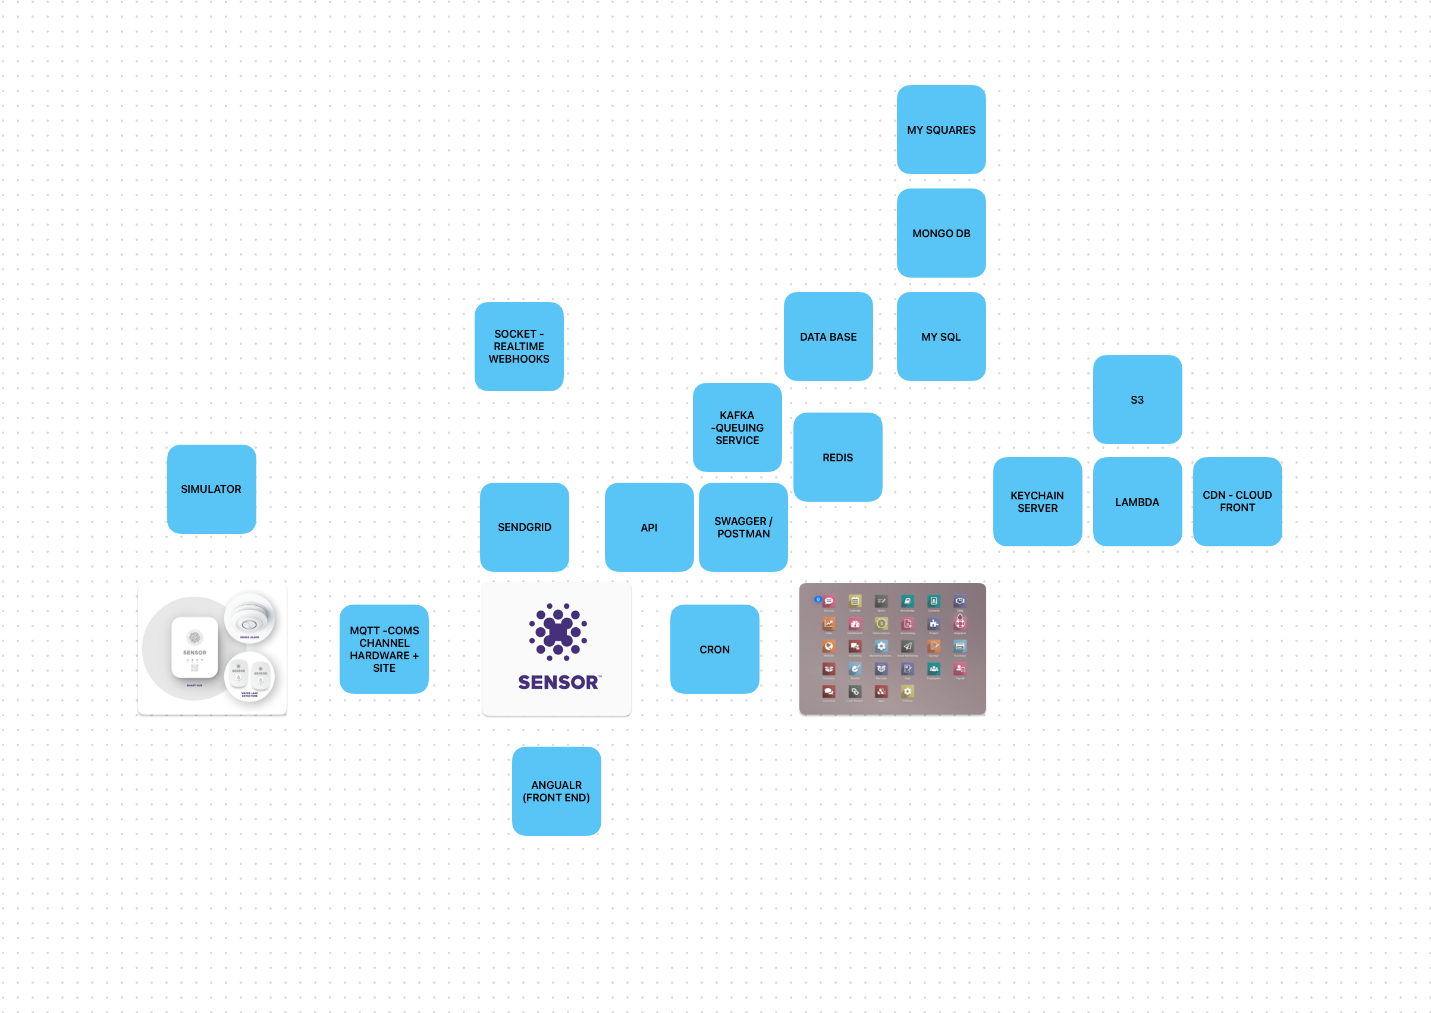 MY SQUARES
MONGO DB
SOCKET -
REALTIME
WEBHOOKS
DATA BASE
MY SQL
KAFKA
-QUEUING
SERVICE
REDIS
S3
SIMULATOR
SENDGRID
API
SWAGGER /
POSTMAN
KEYCHAIN
SERVER
LAMBDA
CDN - CLOUD
FRONT
SENSOR
MQTT -COMS
CHANNEL
HARDWARE +
SITE
SENSOR™
CRON
ANGUALR
(FRONT END)